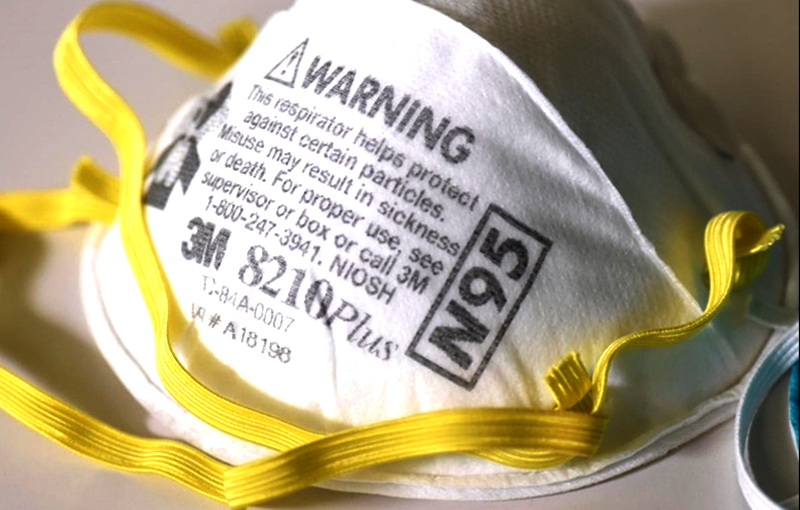 WARNING
This respirator helps protect
against certain particles.
Misuse may result in sickness
or death. For proper use, see
supervisor or box or call 3M
1-800-247-3941. NIOSH
3M 8210Plus
TC-84A-0007
# A18198
N95